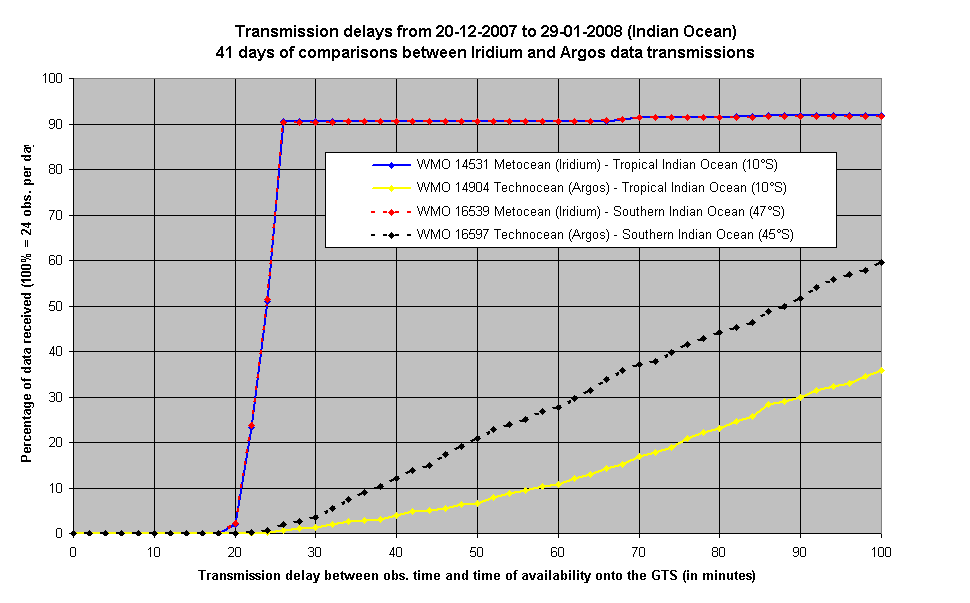 Transmission delays from 20-12-2007 to 29-01-2008 (Indian Ocean)
41 days of comparisons between Iridium and Argos data transmissions
Percentage of data received (100% = 24 obs. per day
100
90
80
70
60
50
40
30
20
10
0
WMO 14531 Metocean (Iridium) - Tropical Indian Ocean (10°S)
WMO 14904 Technocean (Argos) - Tropical Indian Ocean (10°S)
WMO 16539 Metocean (Iridium) - Southern Indian Ocean (47°S)
WMO 16597 Technocean (Argos) - Southern Indian Ocean (45°S)
0 10 20 30 40 50 60 70 80 90 100
Transmission delay between obs. time and time of availability onto the GTS (in minutes)